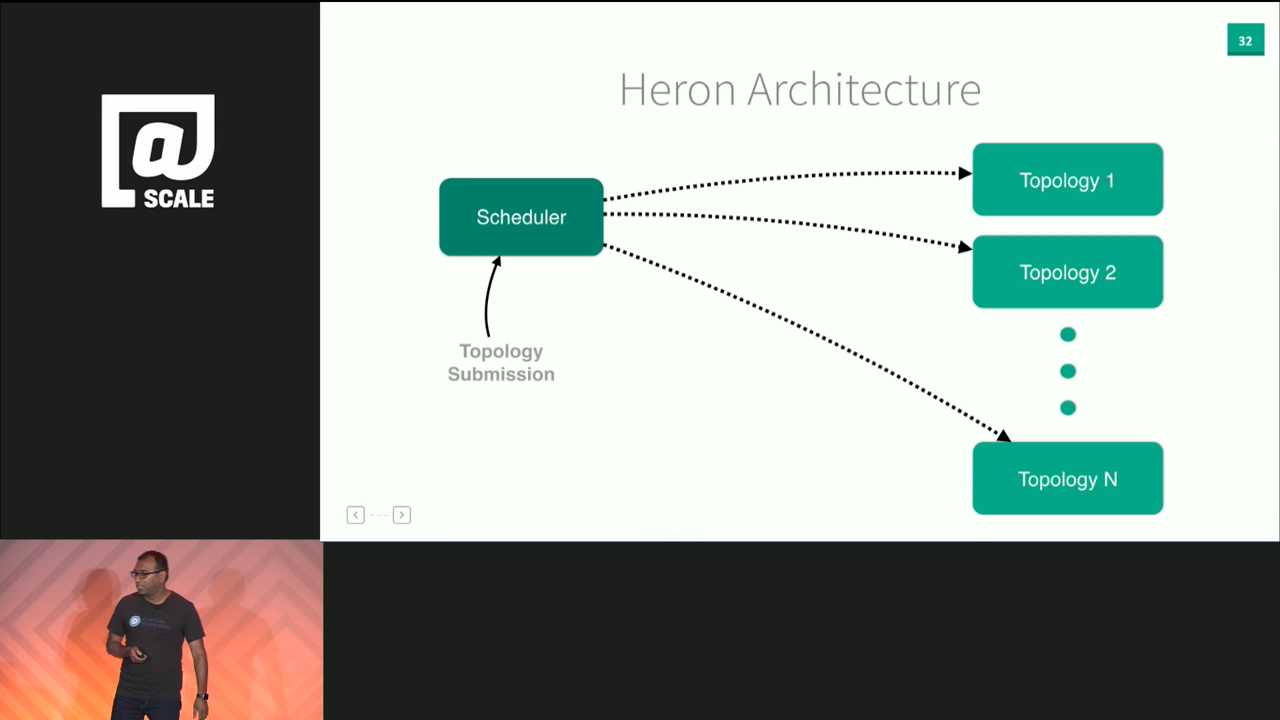 @
SCALE
32
Heron Architecture
Scheduler
Topology 1
Topology 2
Topology
Submission
Topology N